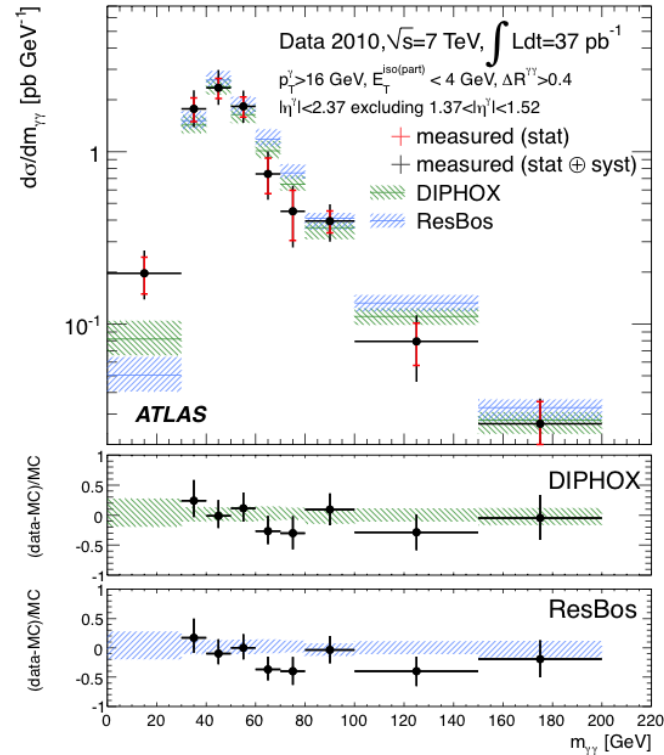 dσ/dm_γγ [pb GeV⁻¹]
Data 2010, √s=7 TeV, ∫ Ldt=37 pb⁻¹
p_T^γ>16 GeV, E_T^iso(part) < 4 GeV, ΔR^γγ>0.4
|η^γ|<2.37 excluding 1.37<|η^γ|<1.52
measured (stat)
measured (stat ⊕ syst)
DIPHOX
ResBos
1
10⁻¹
ATLAS
(data-MC)/MC
DIPHOX
1
0.5
0
-0.5
-1
(data-MC)/MC
ResBos
1
0.5
0
-0.5
-1
0 20 40 60 80 100 120 140 160 180 200 220
m_γγ [GeV]